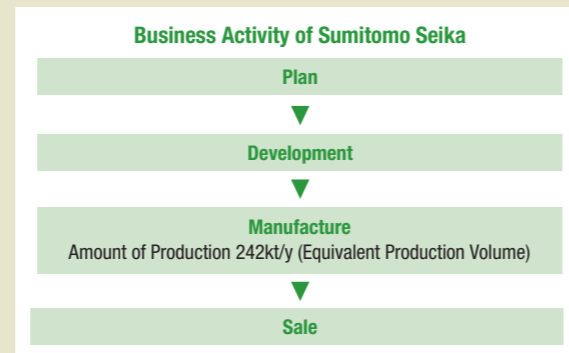 Business Activity of Sumitomo Seika
Plan
Development
Manufacture
Amount of Production 242kt/y (Equivalent Production Volume)
Sale